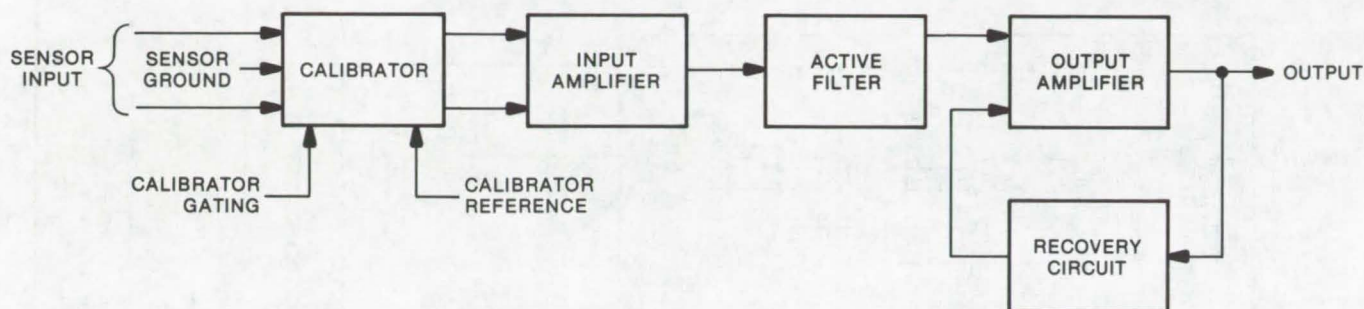 SENSOR
INPUT
SENSOR
GROUND
CALIBRATOR
CALIBRATOR
GATING
CALIBRATOR
REFERENCE
INPUT
AMPLIFIER
ACTIVE
FILTER
OUTPUT
AMPLIFIER
OUTPUT
RECOVERY
CIRCUIT